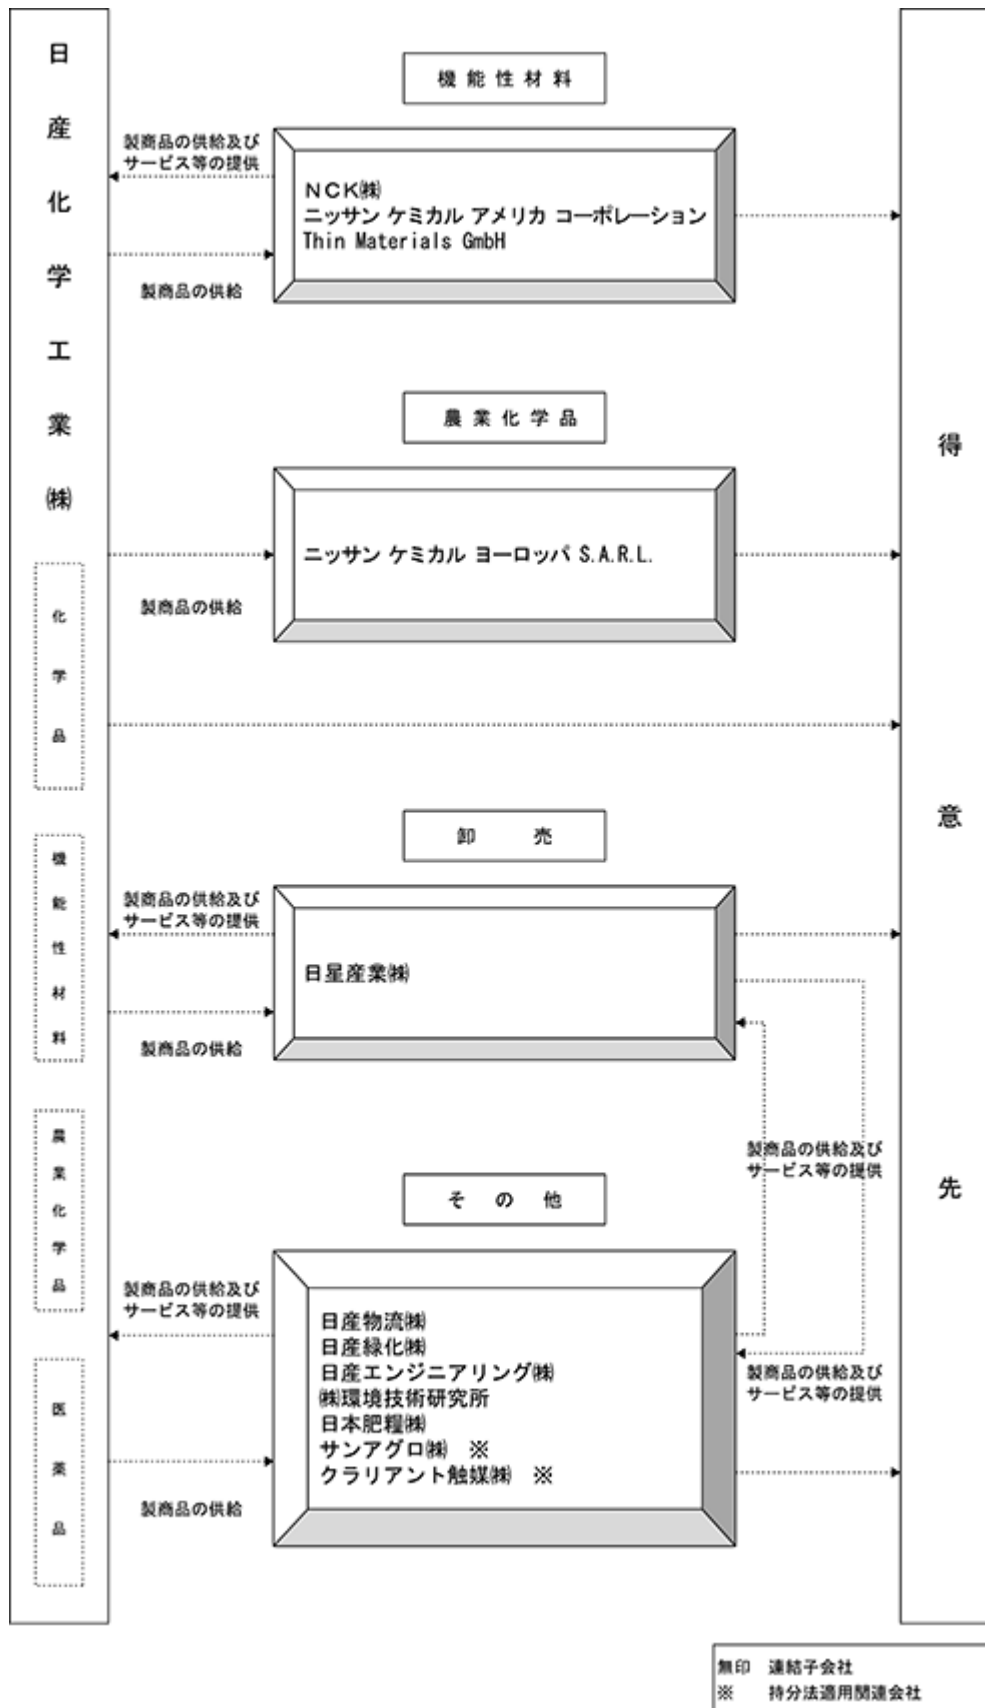 日産化学工業㈱
化学品
機能性材料
農業化学品
医薬品
機能性材料
製商品の供給及び
サービス等の提供
NCK㈱
ニッサン ケミカル アメリカ コーポレーション
Thin Materials GmbH
製商品の供給
農業化学品
ニッサン ケミカル ヨーロッパ S.A.R.L.
製商品の供給
卸売
製商品の供給及び
サービス等の提供
日星産業㈱
製商品の供給
製商品の供給及び
サービス等の提供
その他
製商品の供給及び
サービス等の提供
日産物流㈱
日産緑化㈱
日産エンジニアリング㈱
㈱環境技術研究所
日本肥糧㈱
サンアグロ㈱ ※
クラリアント触媒㈱ ※
製商品の供給及び
サービス等の提供
製商品の供給
得意先
無印 連結子会社
※ 持分法適用関連会社